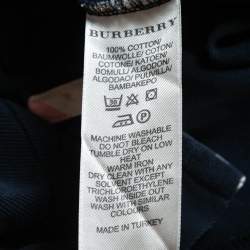 BURBERRY
100% COTTON/
BAUMWOLLE/ COTON/
COTONE/ KATOEN/
BOMULL/ ALGODON/
ALGODAO/ PUUVILLA/
BAMBAKEPO
MACHINE WASHABLE
DO NOT BLEACH
TUMBLE DRY ON LOW
HEAT
WARM IRON
DRY CLEAN WITH ANY
SOLVENT EXCEPT
TRICHLOROETHYLENE
WASH INSIDE OUT
WASH WITH SIMILAR
COLOURS
MADE IN TURKEY